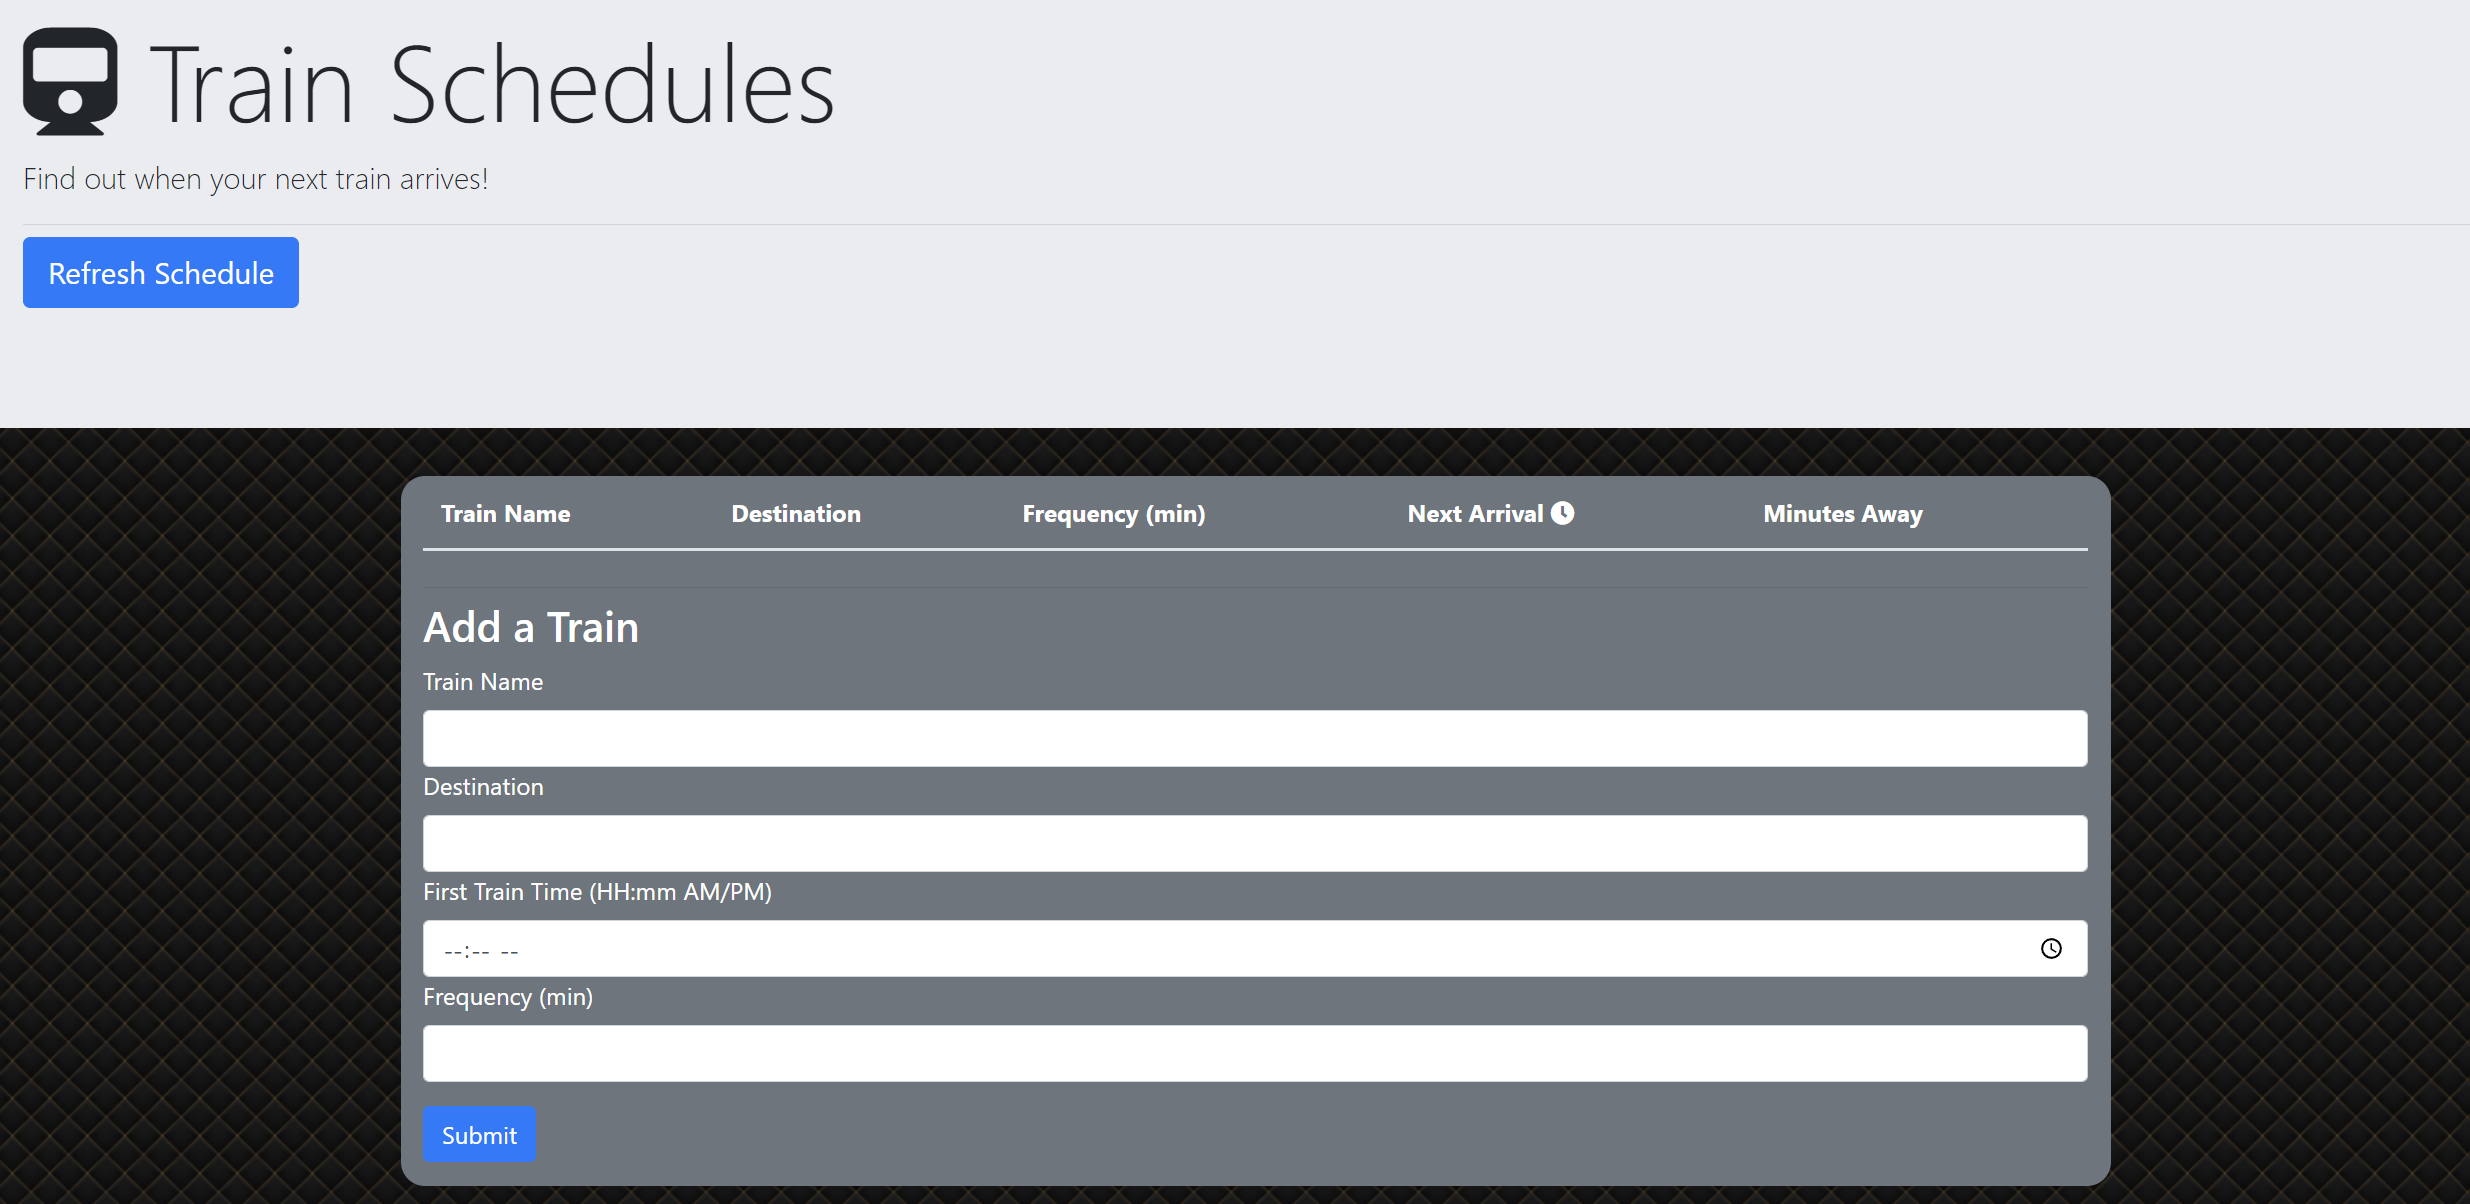 Train Schedules
Find out when your next train arrives!
Refresh Schedule
Train Name Destination Frequency (min) Next Arrival Minutes Away
Add a Train
Train Name
Destination
First Train Time (HH:mm AM/PM)
--:-- --
Frequency (min)
Submit